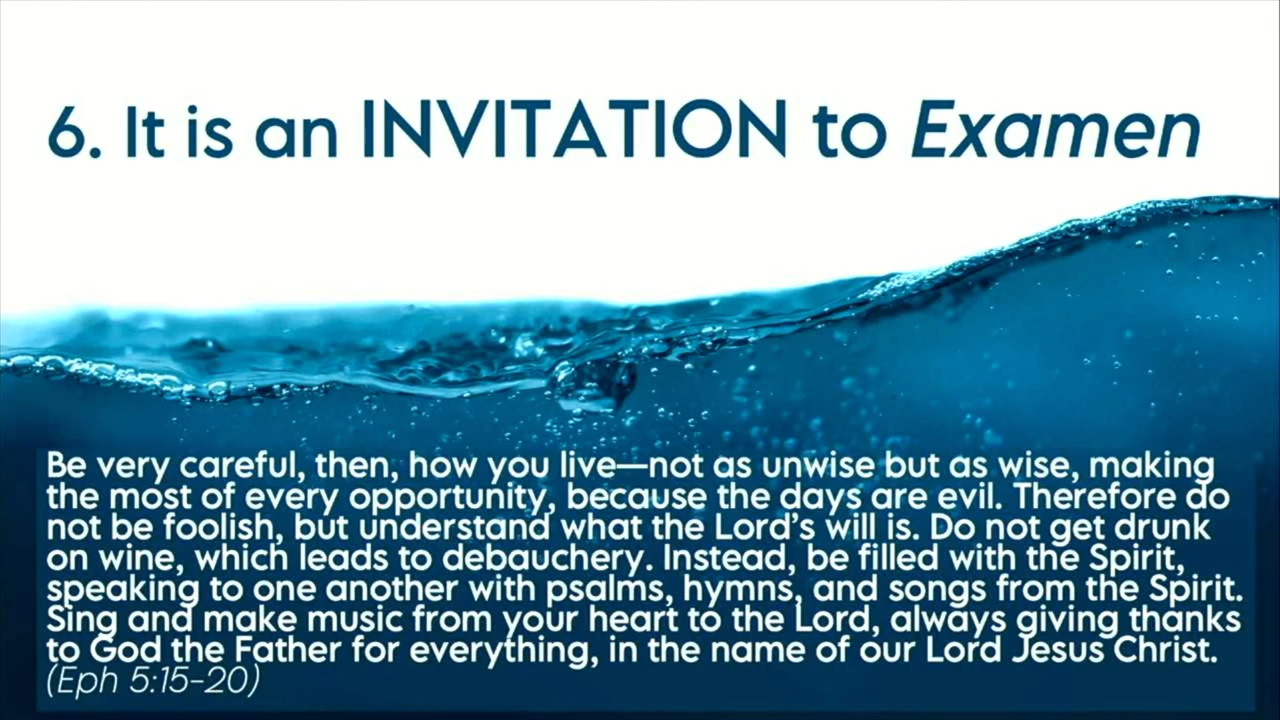 6. It is an INVITATION to Examen
Be very careful, then, how you live—not as unwise but as wise, making
the most of every opportunity, because the days are evil. Therefore do
not be foolish, but understand what the Lord’s will is. Do not get drunk
on wine, which leads to debauchery. Instead, be filled with the Spirit,
speaking to one another with psalms, hymns, and songs from the Spirit.
Sing and make music from your heart to the Lord, always giving thanks
to God the Father for everything, in the name of our Lord Jesus Christ.
(Eph 5:15-20)